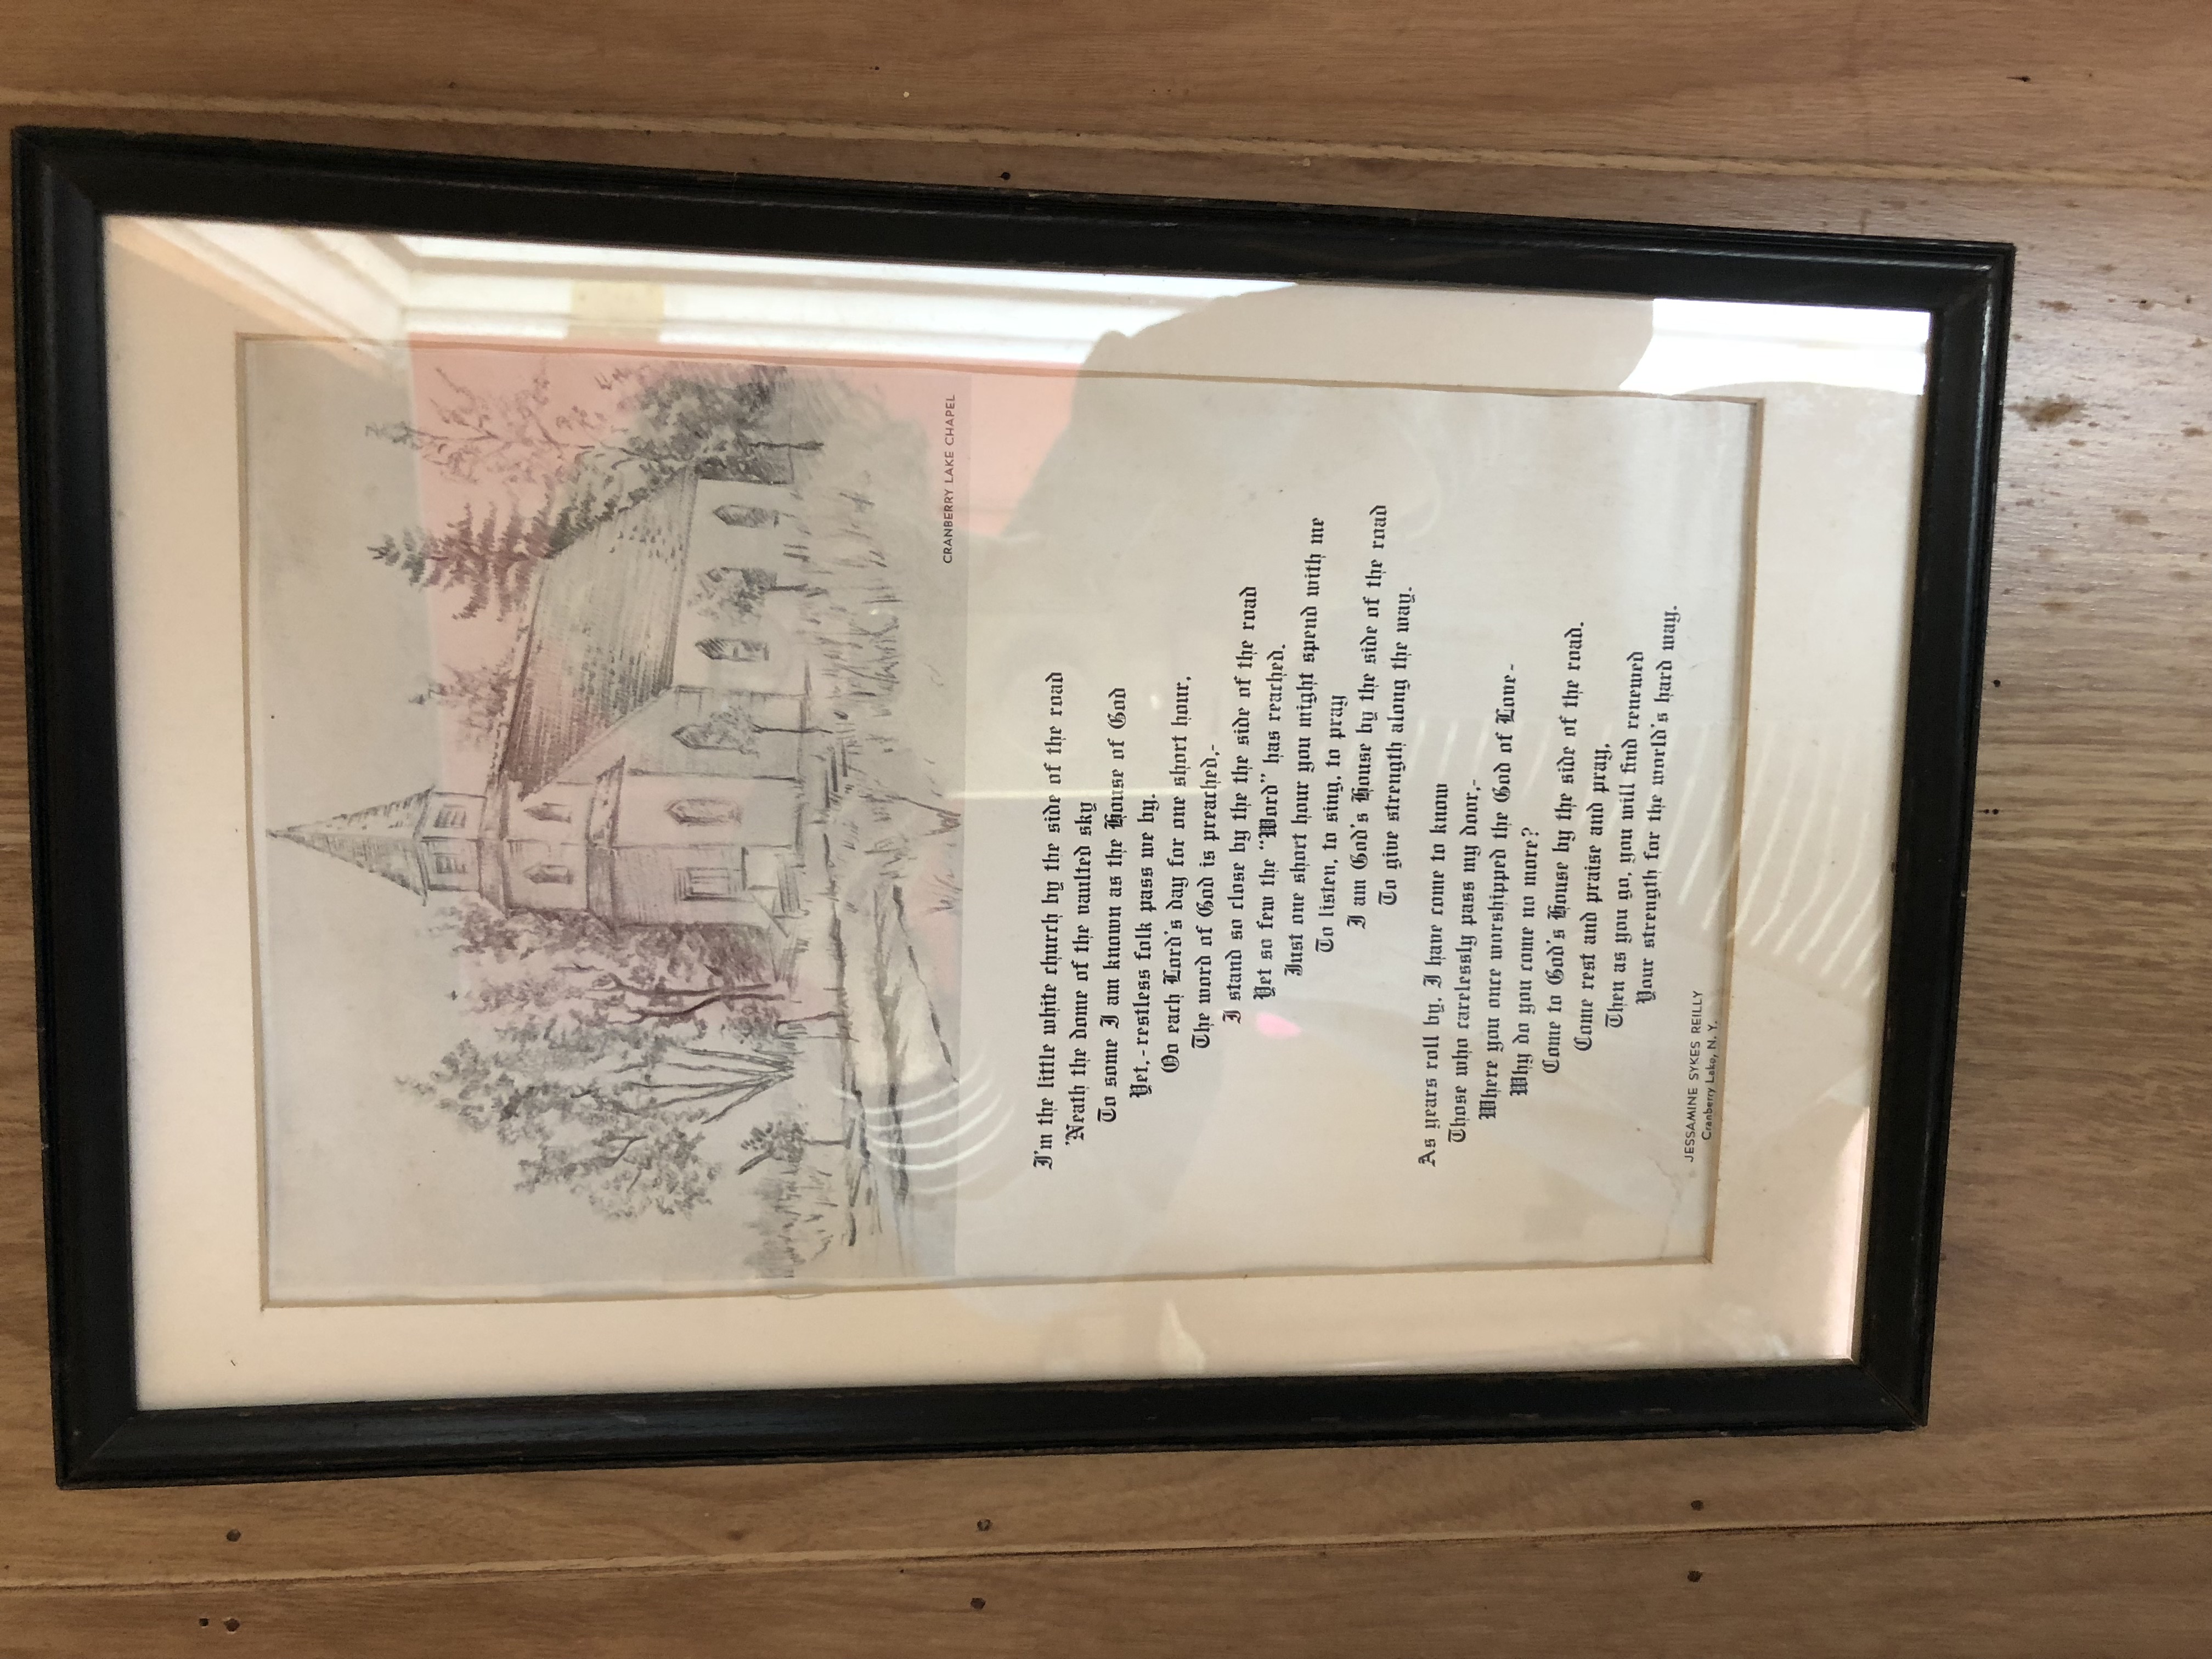 CRANBERRY LAKE CHAPEL
I'm the little white church by the side of the road
'Neath the dome of the vaulted sky
To some I am known as the House of God
Yet,- restless folk pass me by.
On each Lord's day for one short hour,
The word of God is preached,-
I stand so close by the the side of the road
Yet so few the "Word" has reached.
Just one short hour you might spend with me
To listen, to sing, to pray
I am God's House by the side of the road
To give strength along the way.
As years roll by, I have come to know
Those who carelessly pass my door,-
Where you once worshipped the God of Love-
Why do you come no more?
Come to God's House by the side of the road.
Come rest and praise and pray,
Then as you go, you will find renewed
Your strength for the world's hard way.
JESSAMINE SYKES REILLY
Cranberry Lake, N. Y.